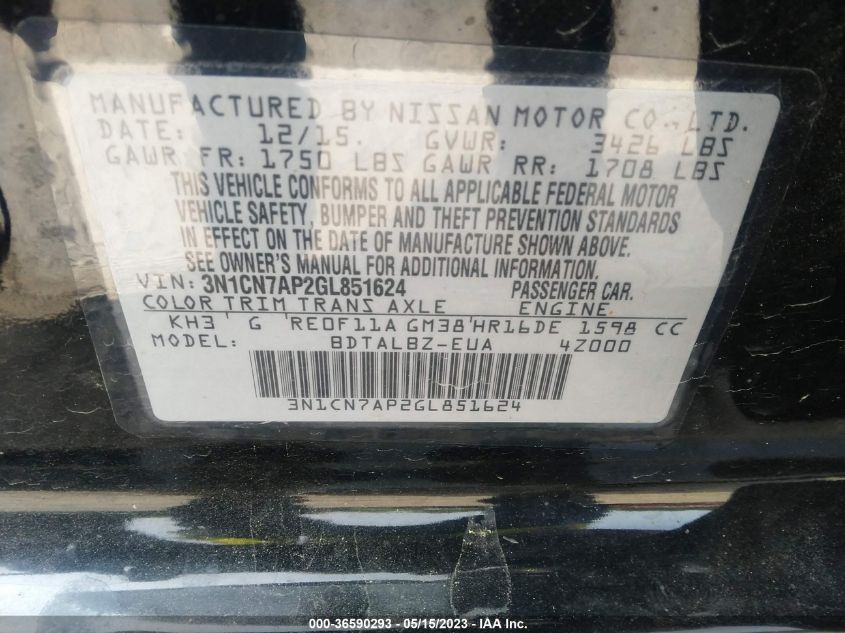 MANUFACTURED BY NISSAN MOTOR CO., LTD.
DATE: 12/15. GVWR: 3426 LBS
GAWR FR: 1750 LBS GAWR RR: 1708 LBS
THIS VEHICLE CONFORMS TO ALL APPLICABLE FEDERAL MOTOR
VEHICLE SAFETY, BUMPER AND THEFT PREVENTION STANDARDS
IN EFFECT ON THE DATE OF MANUFACTURE SHOWN ABOVE.
SEE OWNER'S MANUAL FOR ADDITIONAL INFORMATION.
VIN: 3N1CN7AP2GL851624 PASSENGER CAR.
COLOR TRIM TRANS AXLE ENGINE
KH3 G RE0F11A GM38 HR16DE 1598 CC
MODEL: BDTALBZ-EUA 4Z000
3N1CN7AP2GL851624
000-36590293 - 05/15/2023 - IAA Inc.